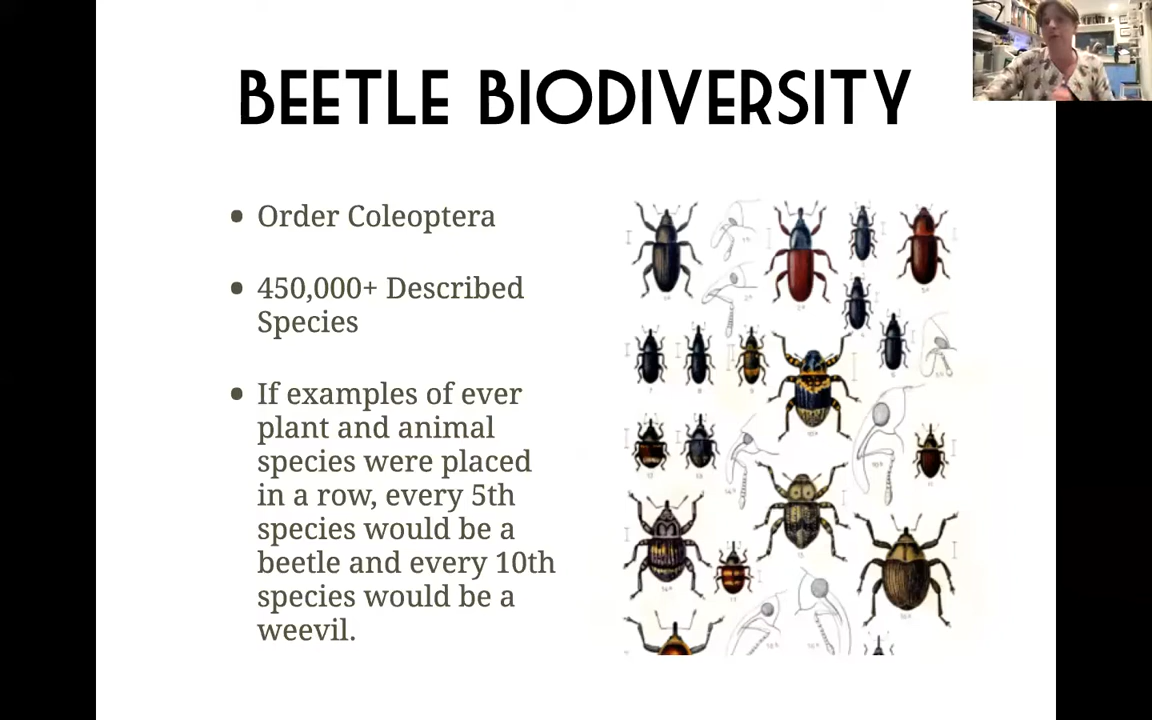 BEETLE BIODIVERSITY
• Order Coleoptera
• 450,000+ Described
Species
• If examples of ever
plant and animal
species were placed
in a row, every 5th
species would be a
beetle and every 10th
species would be a
weevil.